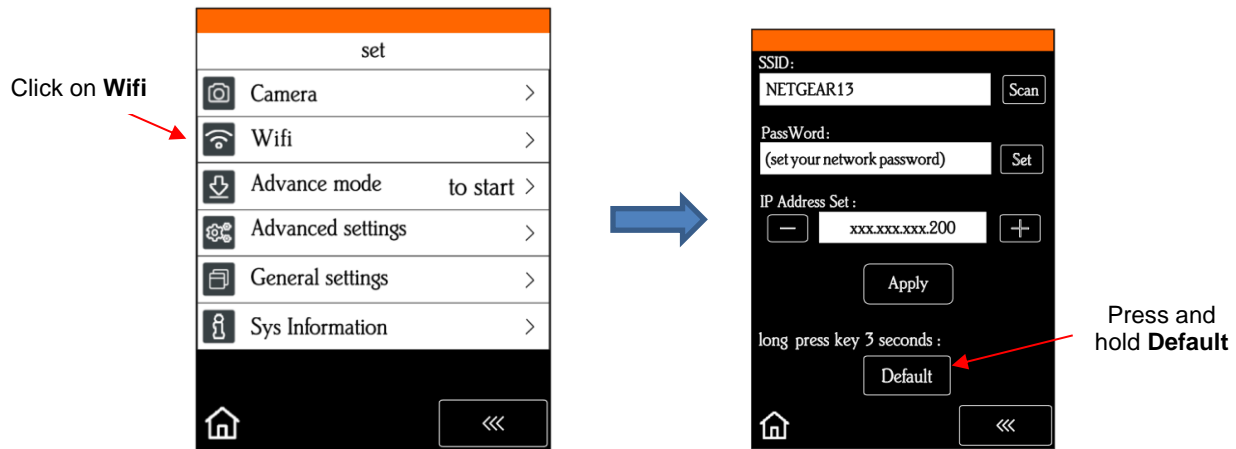 Click on Wifi
set
Camera >
Wifi >
Advance mode to start >
Advanced settings >
General settings >
Sys Information >
<<<
SSID:
NETGEAR13 Scan
PassWord:
(set your network password) Set
IP Address Set :
- xxx.xxx.xxx.200 +
Apply
long press key 3 seconds :
Default
<<<
Press and
hold Default